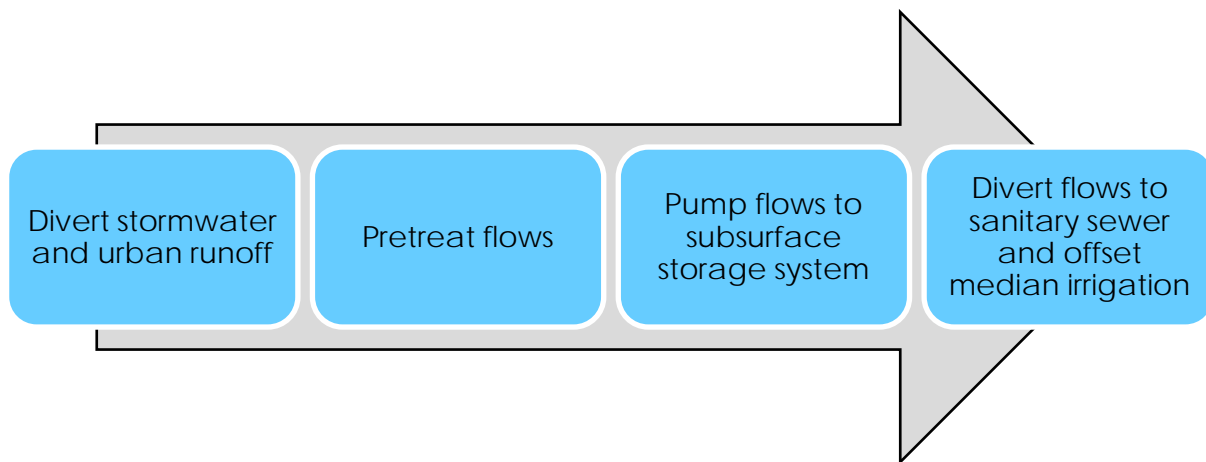 Divert stormwater
and urban runoff
Pretreat flows
Pump flows to
subsurface
storage system
Divert flows to
sanitary sewer
and offset
median irrigation